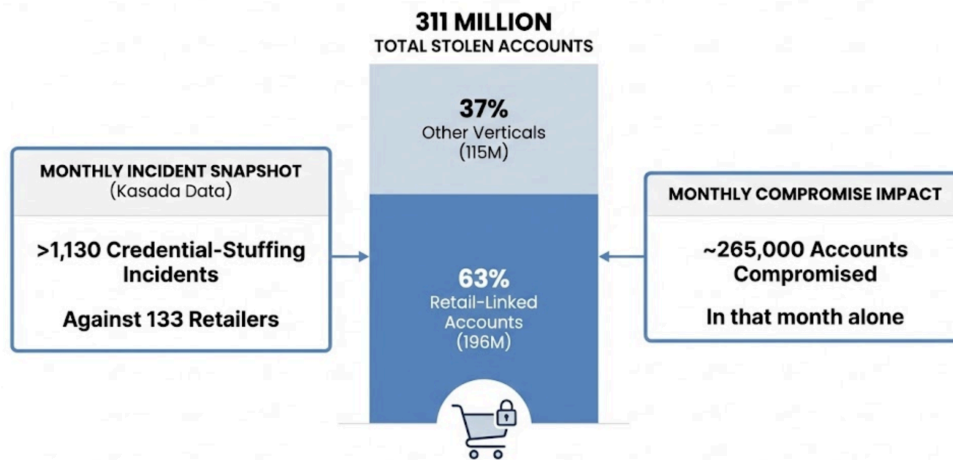 311 MILLION
TOTAL STOLEN ACCOUNTS
37%
Other Verticals
(115M)
MONTHLY INCIDENT SNAPSHOT
(Kasada Data)
>1,130 Credential-Stuffing
Incidents
Against 133 Retailers
63%
Retail-Linked
Accounts
(196M)
MONTHLY COMPROMISE IMPACT
~265,000 Accounts
Compromised
In that month alone